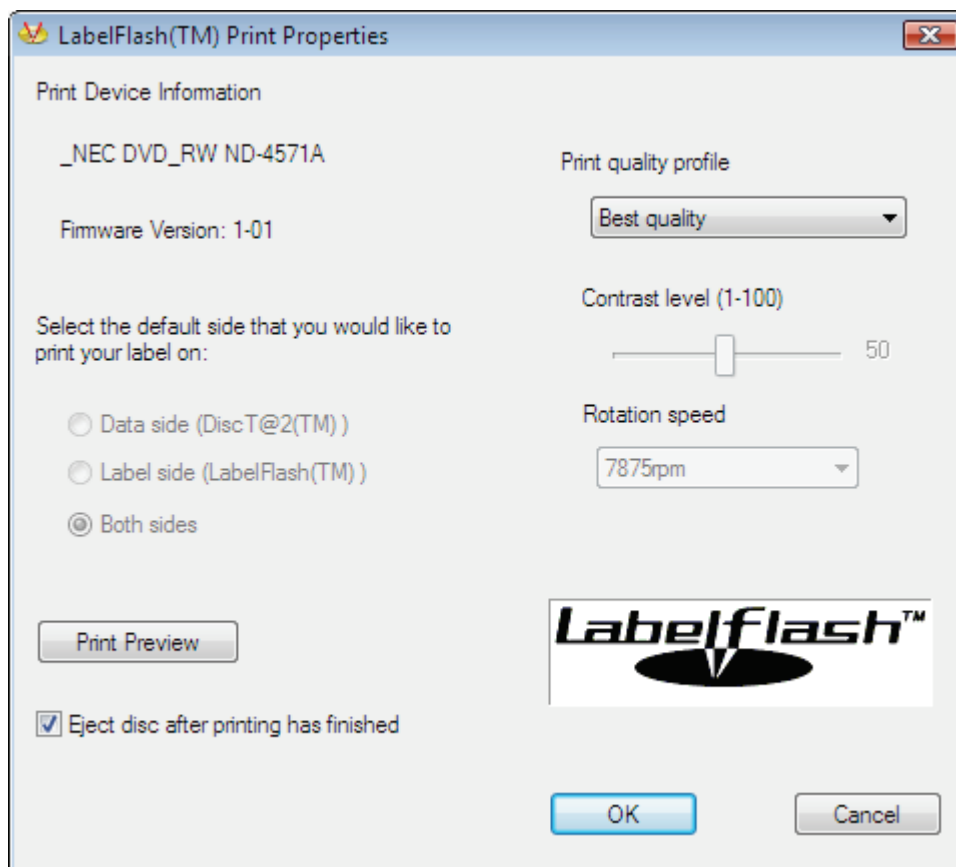 LabelFlash(TM) Print Properties
Print Device Information
_NEC DVD_RW ND-4571A
Firmware Version: 1-01
Select the default side that you would like to
print your label on:
Data side (DiscT@2(TM) )
Label side (LabelFlash(TM) )
Both sides
Print Preview
Eject disc after printing has finished
Print quality profile
Best quality
Contrast level (1-100)
50
Rotation speed
7875rpm
Labelflash™
OK
Cancel